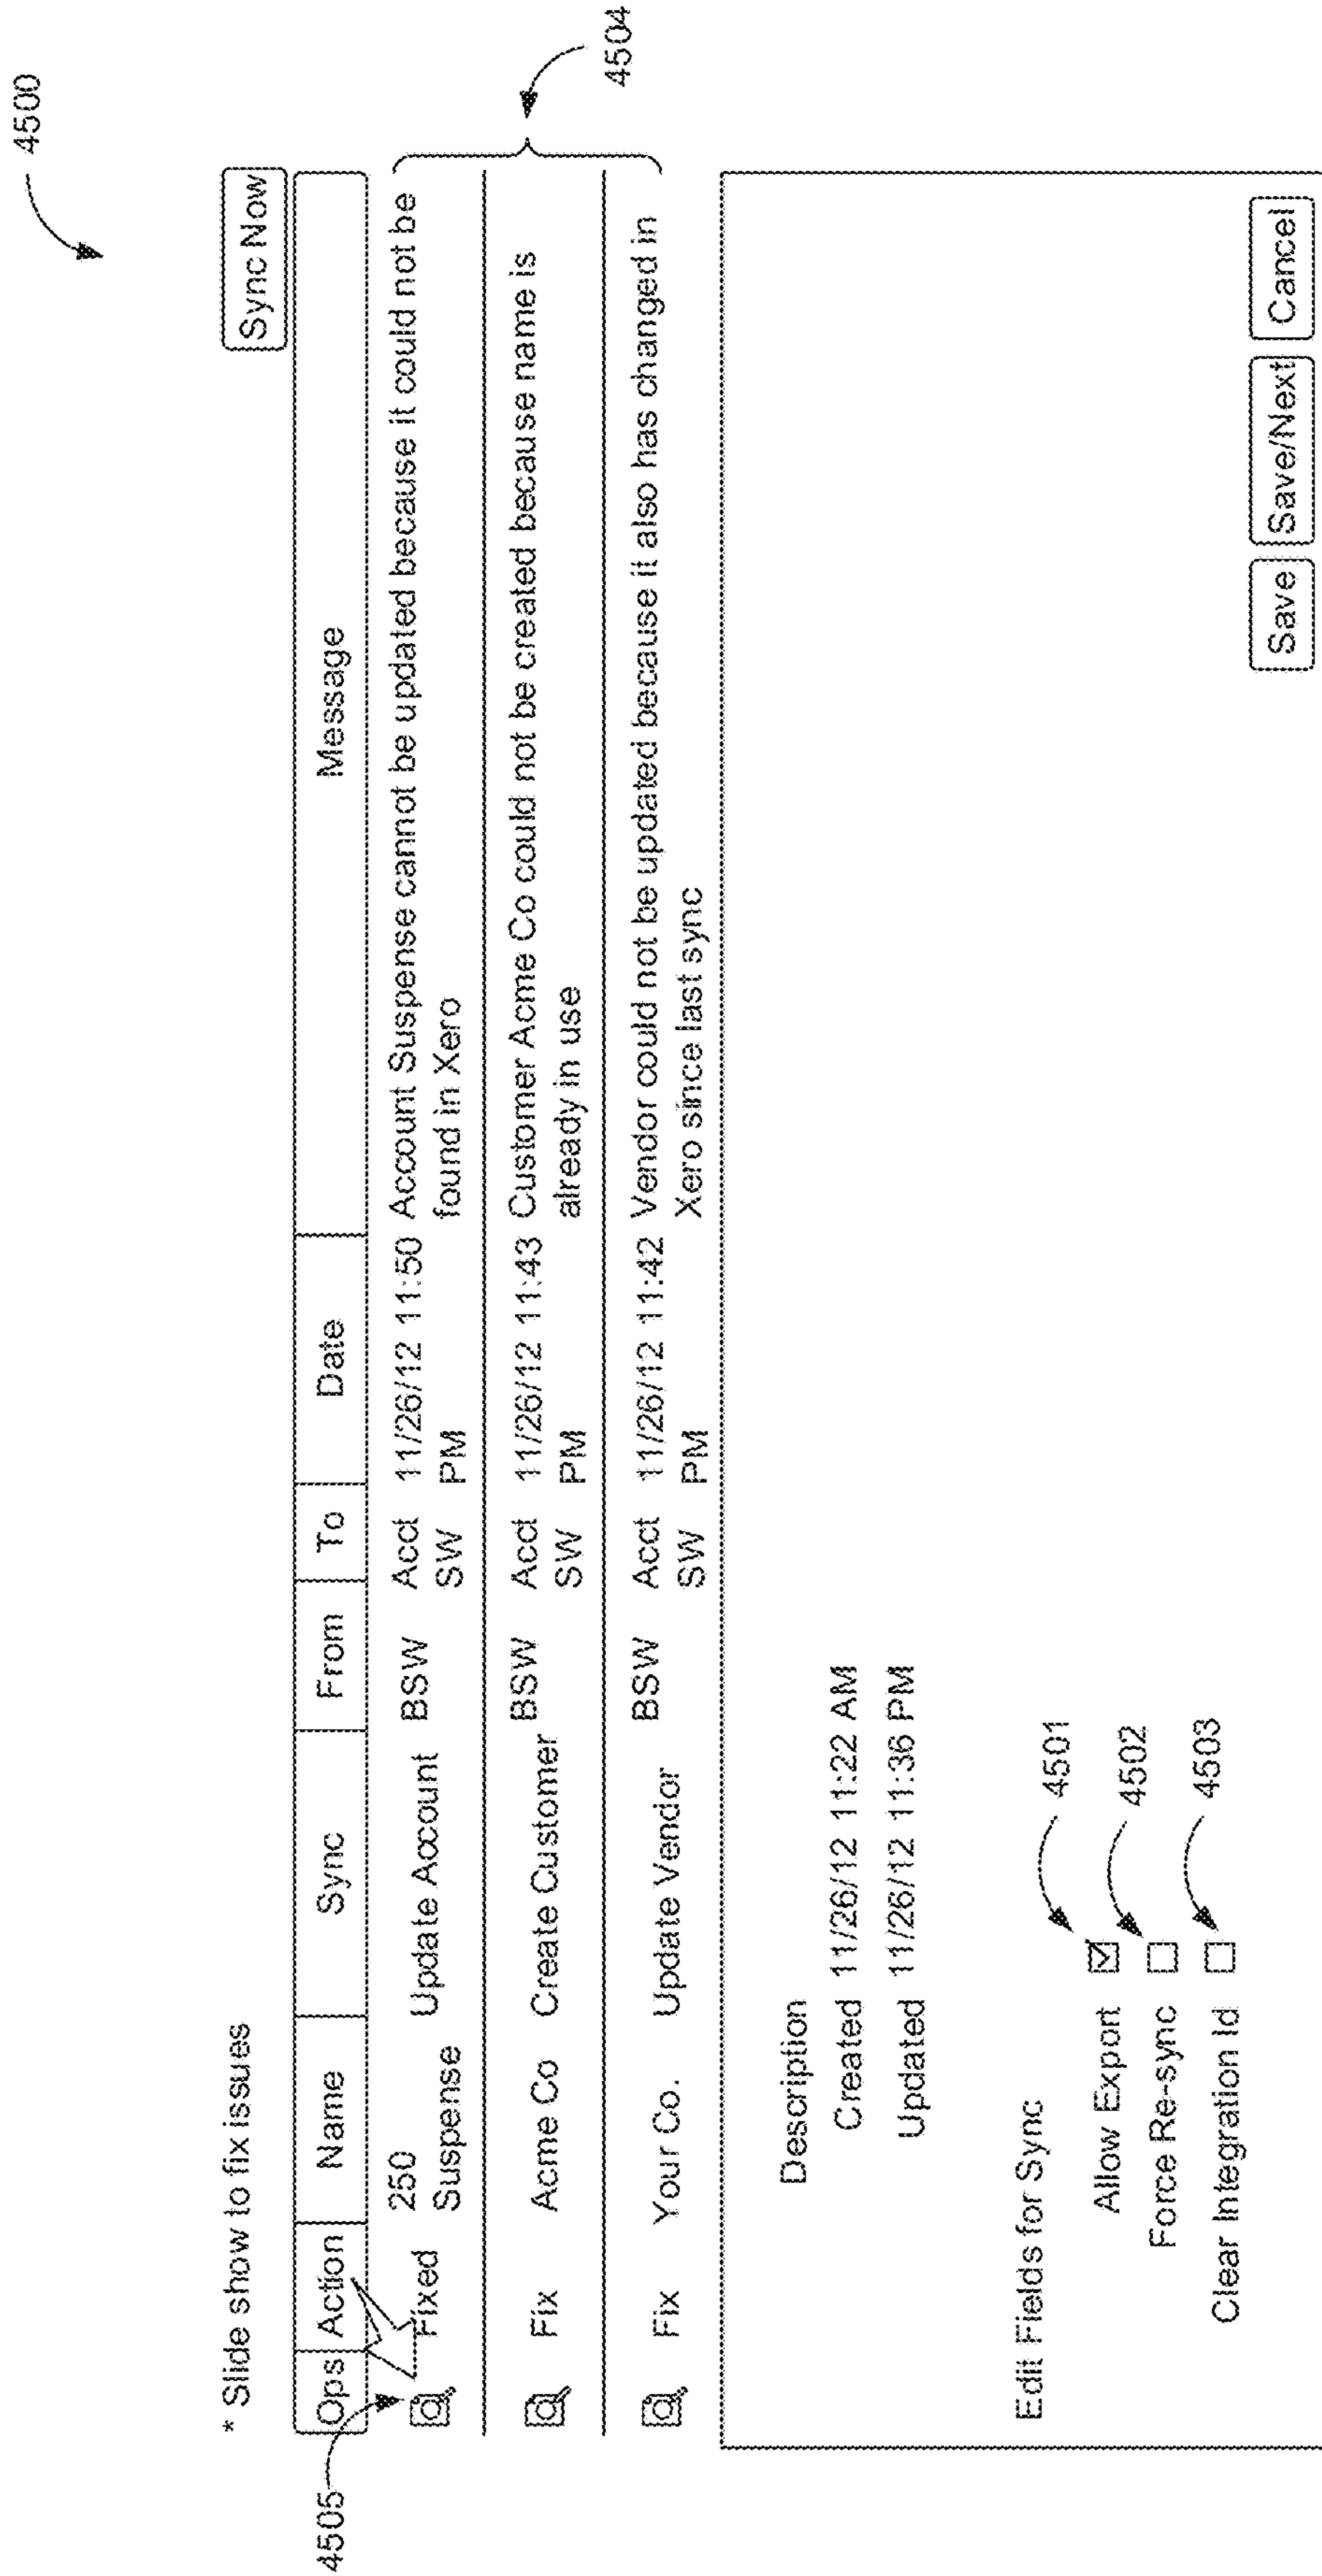 4500
Sync Now
* Slide show to fix issues
Ops Action Name Sync From To Date Message
4505
Fixed 250 Suspense Update Account BSW Acct SW 11/26/12 11:50 PM Account Suspense cannot be updated because it could not be
found in Xero
Fix Acme Co Create Customer BSW Acct SW 11/26/12 11:43 PM Customer Acme Co could not be created because name is
already in use
Fix Your Co. Update Vendor BSW Acct SW 11/26/12 11:42 PM Vendor could not be updated because it also has changed in
Xero since last sync
4504
Description
Created 11/26/12 11:22 AM
Updated 11/26/12 11:36 PM
Edit Fields for Sync
4501
Allow Export
4502
Force Re-sync
4503
Clear Integration Id
Save Save/Next Cancel